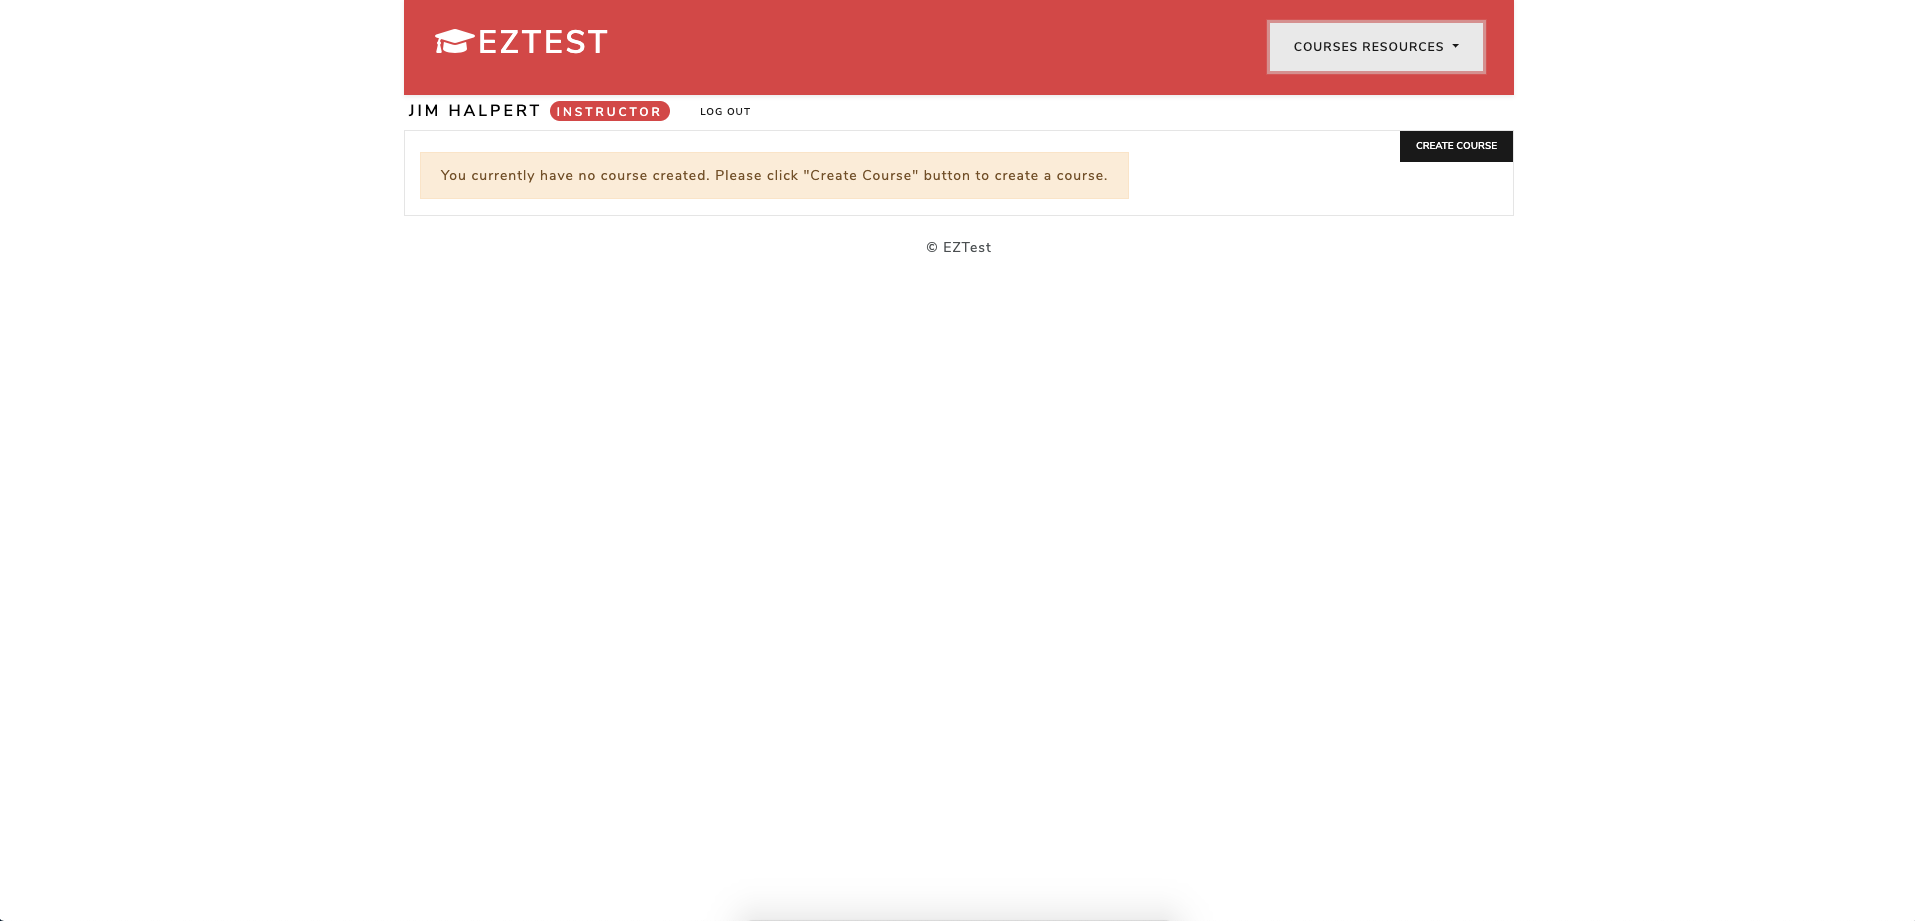 EZTEST
COURSES RESOURCES
JIM HALPERT INSTRUCTOR LOG OUT
CREATE COURSE
You currently have no course created. Please click "Create Course" button to create a course.
© EZTest